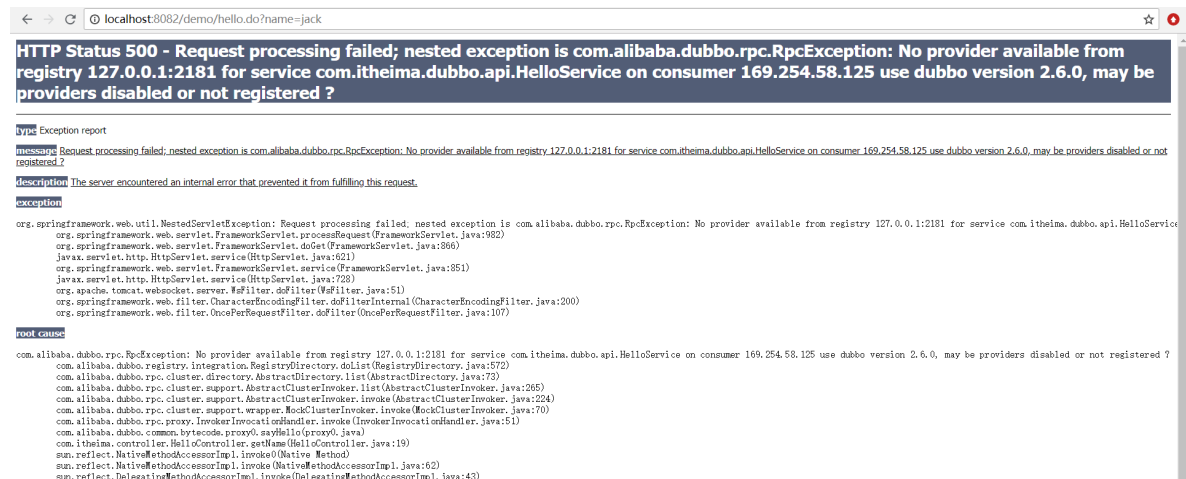 localhost:8082/demo/hello.do?name=jack
HTTP Status 500 - Request processing failed; nested exception is com.alibaba.dubbo.rpc.RpcException: No provider available from
registry 127.0.0.1:2181 for service com.itheima.dubbo.api.HelloService on consumer 169.254.58.125 use dubbo version 2.6.0, may be
providers disabled or not registered ?
type Exception report
message Request processing failed; nested exception is com.alibaba.dubbo.rpc.RpcException: No provider available from registry 127.0.0.1:2181 for service com.itheima.dubbo.api.HelloService on consumer 169.254.58.125 use dubbo version 2.6.0, may be providers disabled or not
registered ?
description The server encountered an internal error that prevented it from fulfilling this request.
exception
org.springframework.web.util.NestedServletException: Request processing failed; nested exception is com.alibaba.dubbo.rpc.RpcException: No provider available from registry 127.0.0.1:2181 for service com.itheima.dubbo.api.HelloService
org.springframework.web.servlet.FrameworkServlet.processRequest(FrameworkServlet.java:982)
org.springframework.web.servlet.FrameworkServlet.doGet(FrameworkServlet.java:866)
javax.servlet.http.HttpServlet.service(HttpServlet.java:621)
org.springframework.web.servlet.FrameworkServlet.service(FrameworkServlet.java:851)
javax.servlet.http.HttpServlet.service(HttpServlet.java:728)
org.apache.tomcat.websocket.server.WsFilter.doFilter(WsFilter.java:51)
org.springframework.web.filter.CharacterEncodingFilter.doFilterInternal(CharacterEncodingFilter.java:200)
org.springframework.web.filter.OncePerRequestFilter.doFilter(OncePerRequestFilter.java:107)
root cause
com.alibaba.dubbo.rpc.RpcException: No provider available from registry 127.0.0.1:2181 for service com.itheima.dubbo.api.HelloService on consumer 169.254.58.125 use dubbo version 2.6.0, may be providers disabled or not registered ?
com.alibaba.dubbo.registry.integration.RegistryDirectory.doList(RegistryDirectory.java:572)
com.alibaba.dubbo.rpc.cluster.directory.AbstractDirectory.list(AbstractDirectory.java:73)
com.alibaba.dubbo.rpc.cluster.support.AbstractClusterInvoker.list(AbstractClusterInvoker.java:265)
com.alibaba.dubbo.rpc.cluster.support.AbstractClusterInvoker.invoke(AbstractClusterInvoker.java:224)
com.alibaba.dubbo.rpc.cluster.support.wrapper.MockClusterInvoker.invoke(MockClusterInvoker.java:70)
com.alibaba.dubbo.rpc.proxy.InvokerInvocationHandler.invoke(InvokerInvocationHandler.java:51)
com.alibaba.dubbo.common.bytecode.proxy0.sayHello(proxy0.java)
com.itheima.controller.HelloController.getName(HelloController.java:19)
sun.reflect.NativeMethodAccessorImpl.invoke0(Native Method)
sun.reflect.NativeMethodAccessorImpl.invoke(NativeMethodAccessorImpl.java:62)
sun.reflect.DelegatingMethodAccessorImpl.invoke(DelegatingMethodAccessorImpl.java:43)